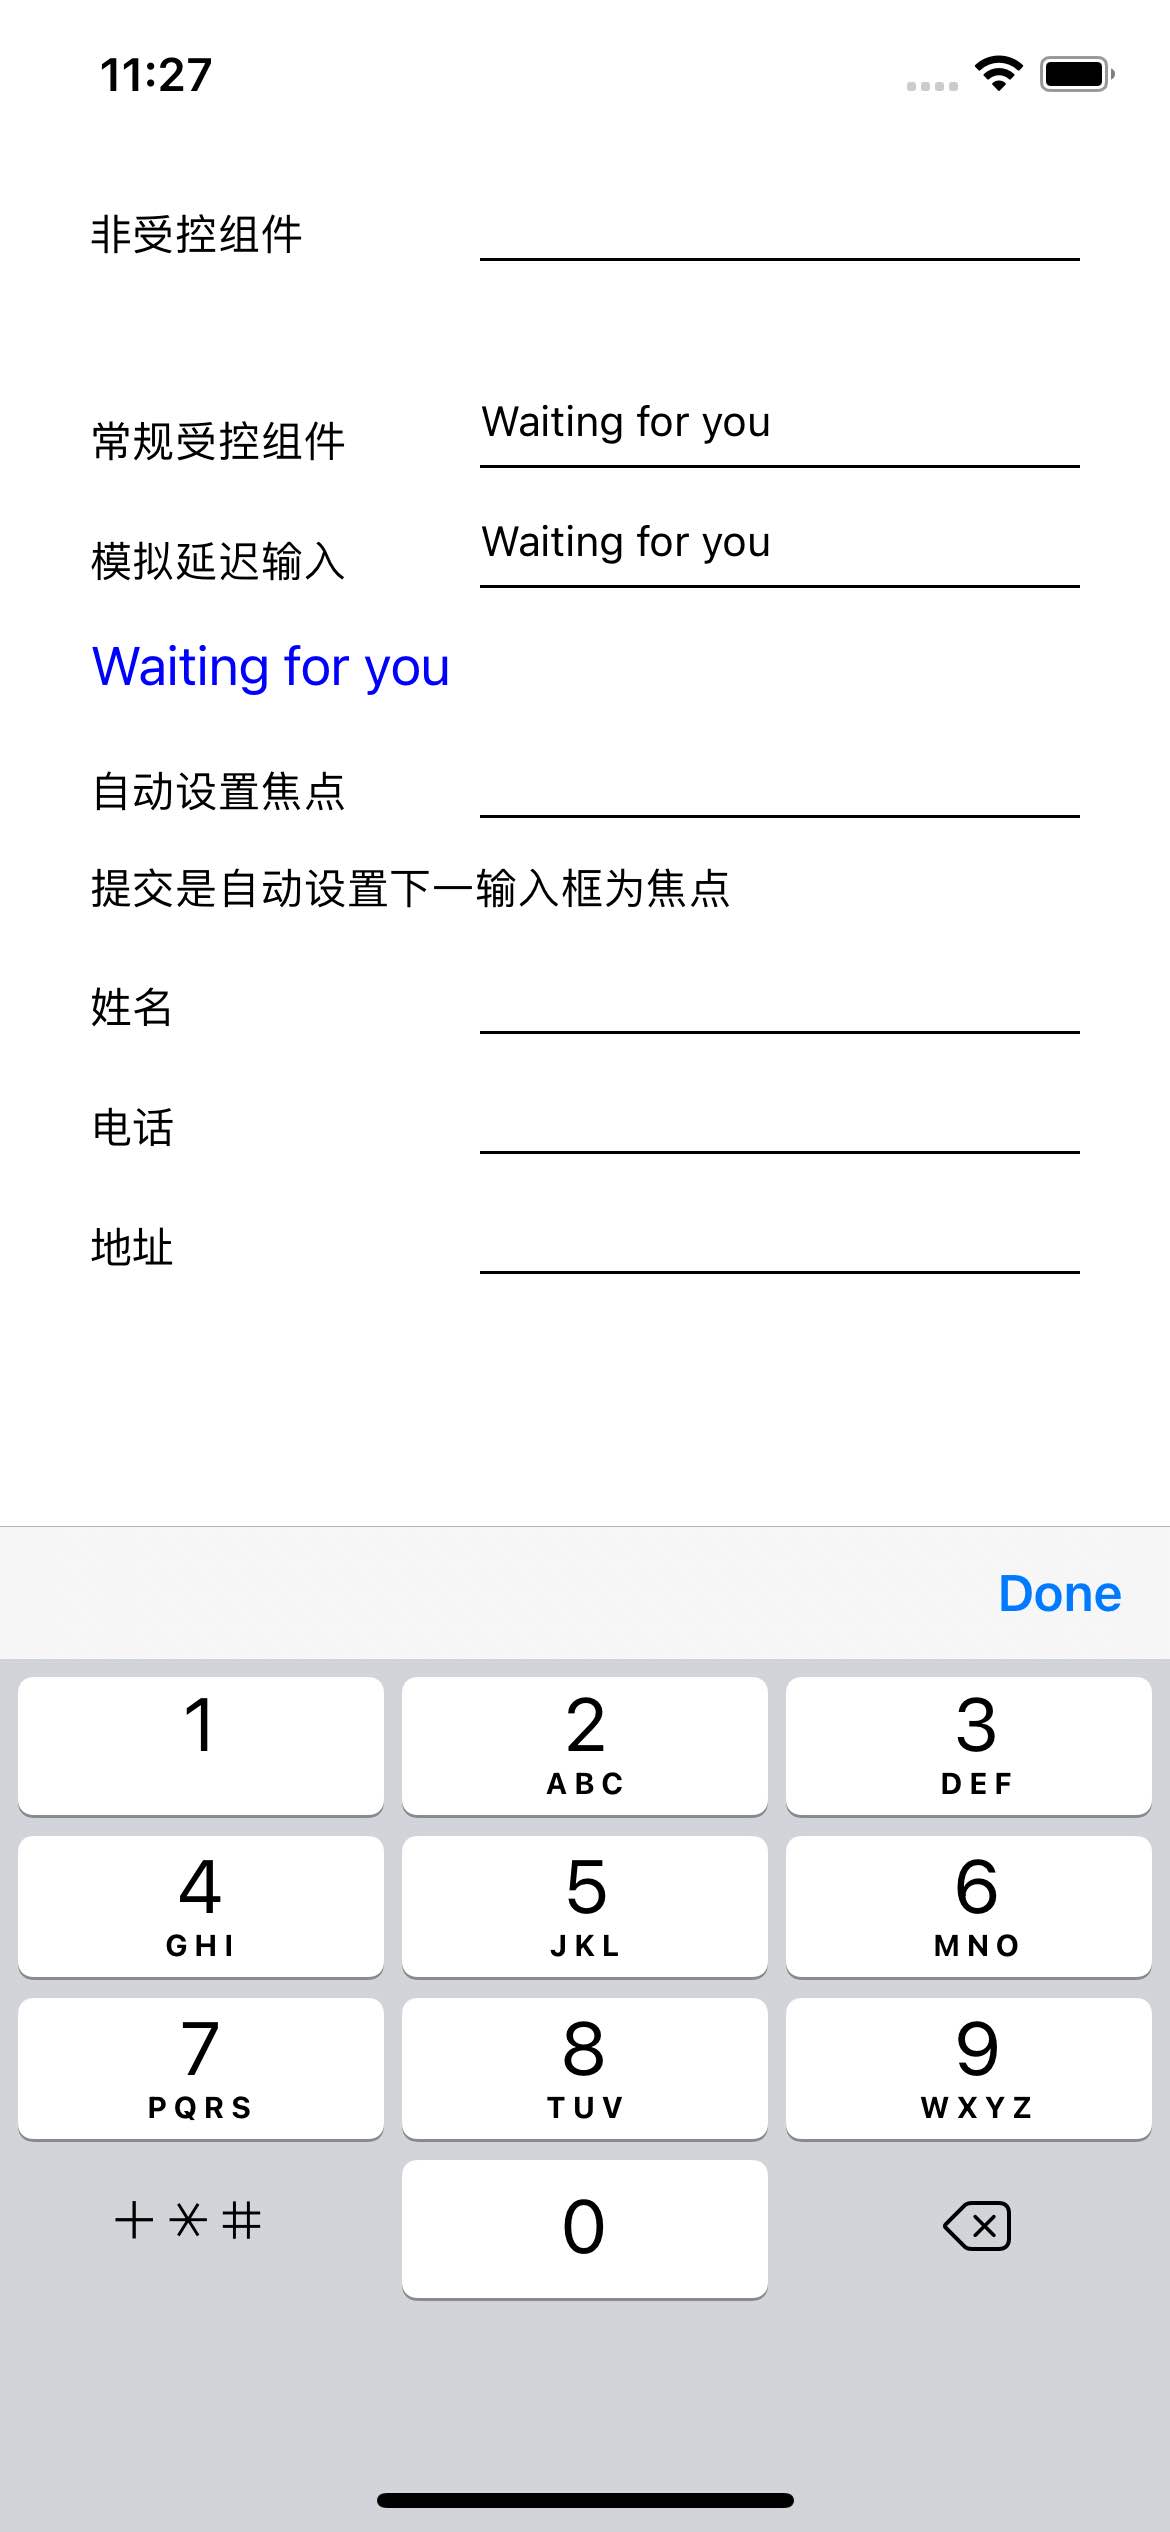 11:27
非受控组件
常规受控组件 Waiting for you
模拟延迟输入 Waiting for you
Waiting for you
自动设置焦点
提交是自动设置下一输入框为焦点
姓名
电话
地址
Done
1 2 3
ABC DEF
4 5 6
GHI JKL MNO
7 8 9
PQRS TUV WXYZ
+*# 0